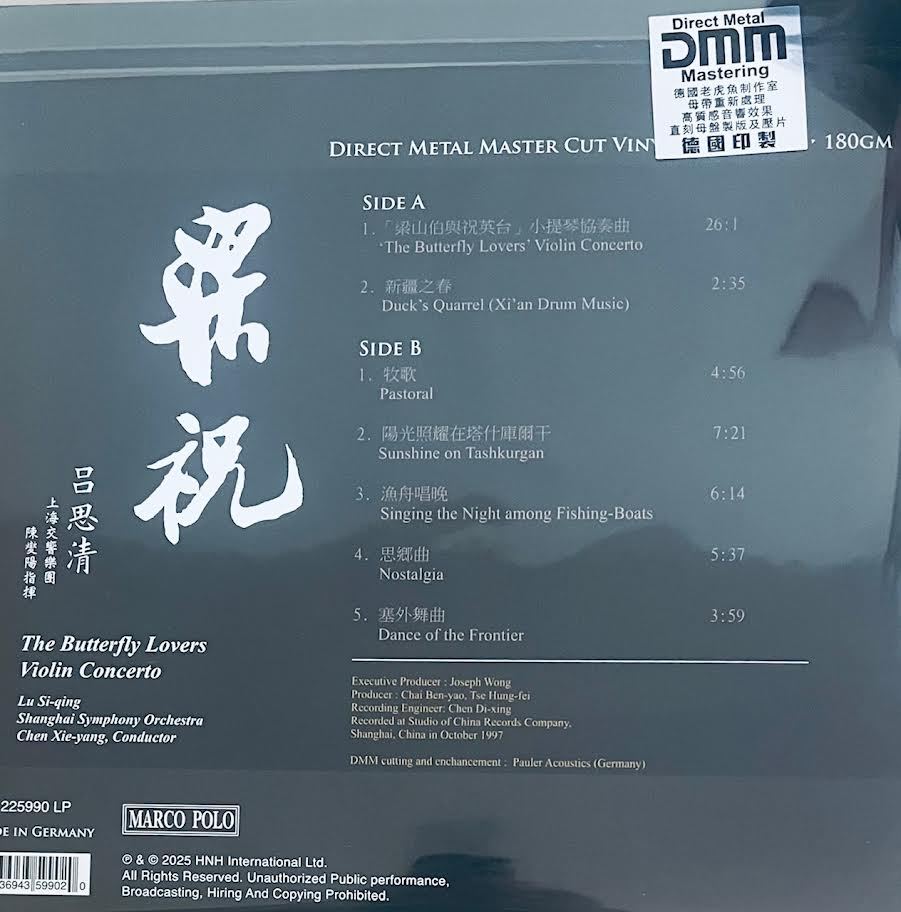 Direct Metal
DMM
Mastering
德國老虎魚制作室
母帶重新處理
高質感音響效果
直刻母盤製版及壓片
德國印製
DIRECT METAL MASTER CUT VINY
180GM
梁祝
呂思清
上海交響樂團
陳燮陽指揮
SIDE A
1.「梁山伯與祝英台」小提琴協奏曲 26:1
'The Butterfly Lovers' Violin Concerto
2. 新疆之春 2:35
Duck's Quarrel (Xi'an Drum Music)
SIDE B
1. 牧歌 4:56
Pastoral
2. 陽光照耀在塔什庫爾干 7:21
Sunshine on Tashkurgan
3. 漁舟唱晚 6:14
Singing the Night among Fishing-Boats
4. 思鄉曲 5:37
Nostalgia
5. 塞外舞曲 3:59
Dance of the Frontier
The Butterfly Lovers
Violin Concerto
Lu Si-qing
Shanghai Symphony Orchestra
Chen Xie-yang, Conductor
Executive Producer : Joseph Wong
Producer : Chai Ben-yao, Tse Hung-fei
Recording Engineer: Chen Di-xing
Recorded at Studio of China Records Company,
Shanghai, China in October 1997
DMM cutting and enchancement : Pauler Acoustics (Germany)
225990 LP
DE IN GERMANY
36943 59902 0
MARCO POLO
℗ & © 2025 HNH International Ltd.
All Rights Reserved. Unauthorized Public performance,
Broadcasting, Hiring And Copying Prohibited.